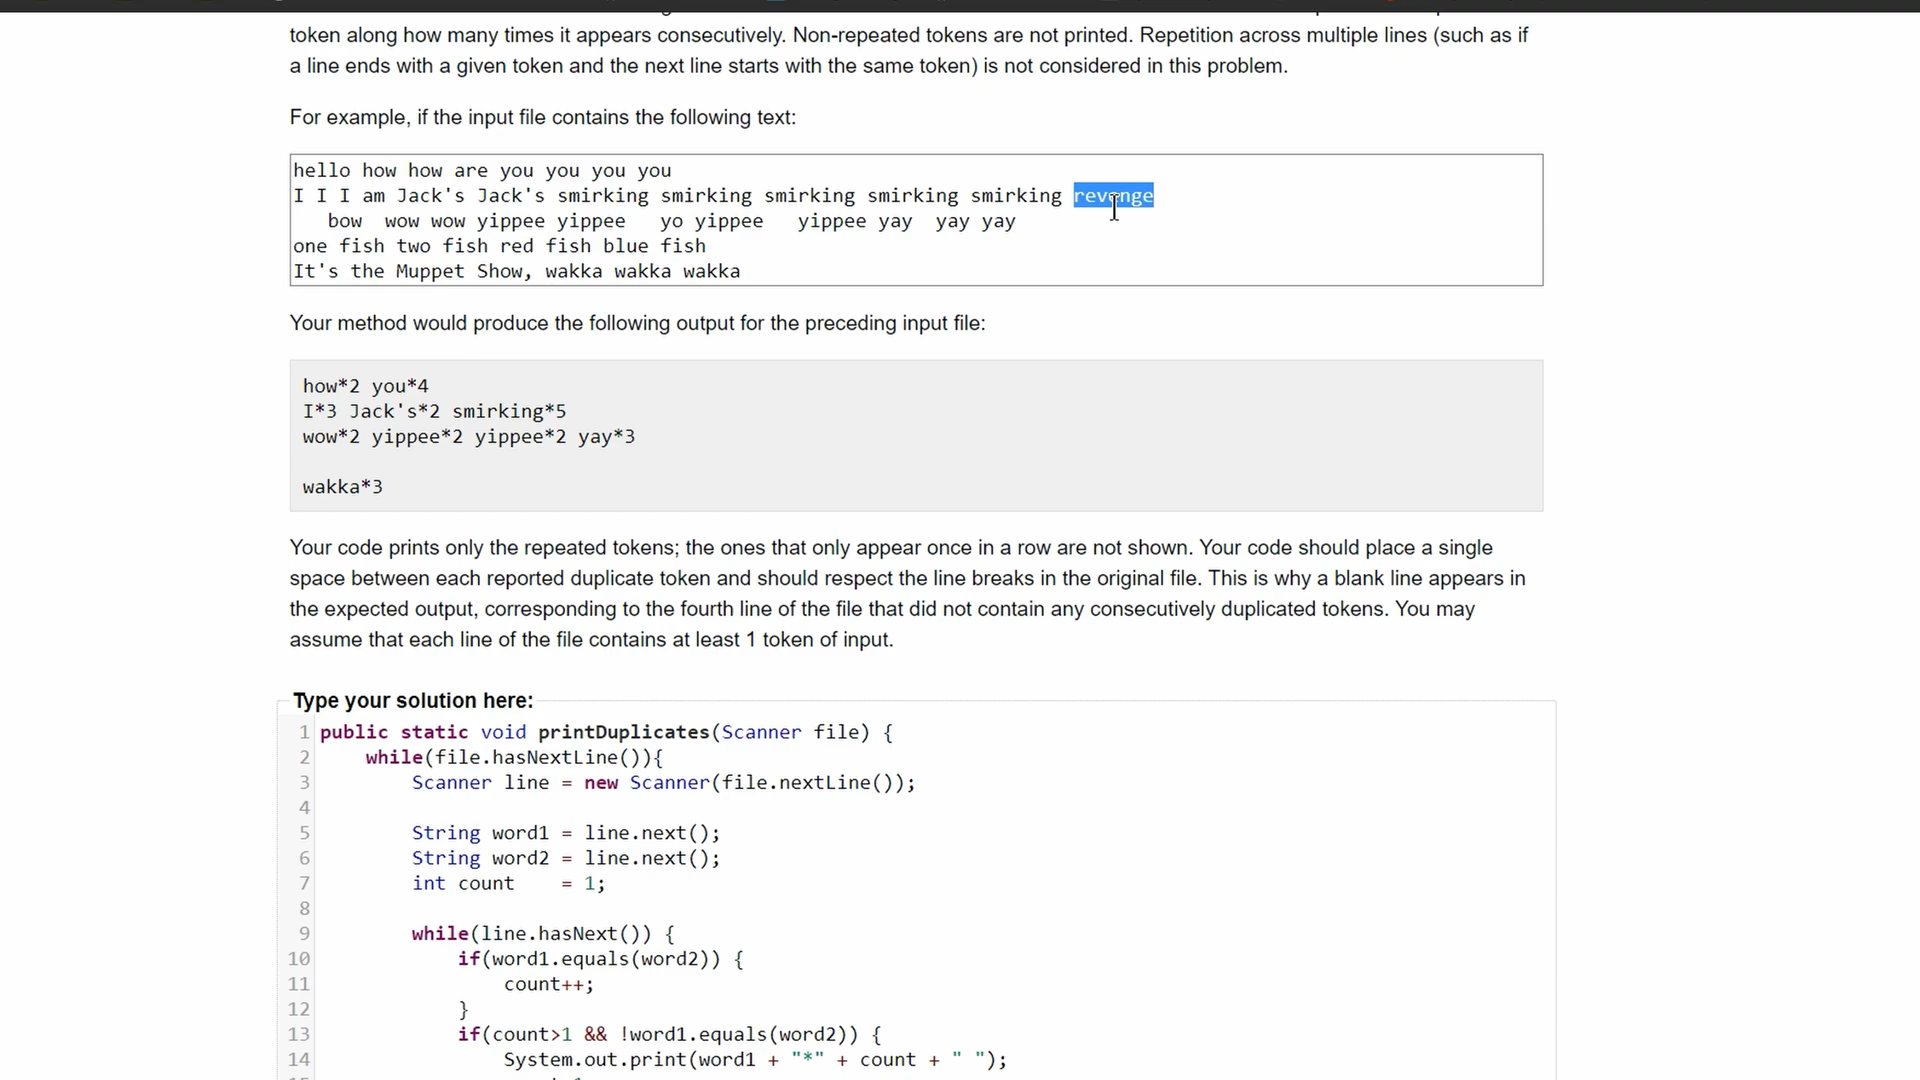 token along how many times it appears consecutively. Non-repeated tokens are not printed. Repetition across multiple lines (such as if
a line ends with a given token and the next line starts with the same token) is not considered in this problem.
For example, if the input file contains the following text:
hello how how are you you you you
I I I am Jack's Jack's smirking smirking smirking smirking smirking revenge
   bow  wow wow yippee yippee   yo yippee   yippee yay  yay yay
one fish two fish red fish blue fish
It's the Muppet Show, wakka wakka wakka
Your method would produce the following output for the preceding input file:
how*2 you*4
I*3 Jack's*2 smirking*5
wow*2 yippee*2 yippee*2 yay*3
wakka*3
Your code prints only the repeated tokens; the ones that only appear once in a row are not shown. Your code should place a single
space between each reported duplicate token and should respect the line breaks in the original file. This is why a blank line appears in
the expected output, corresponding to the fourth line of the file that did not contain any consecutively duplicated tokens. You may
assume that each line of the file contains at least 1 token of input.
Type your solution here:
1 public static void printDuplicates(Scanner file) {
2     while(file.hasNextLine()){
3         Scanner line = new Scanner(file.nextLine());
4
5         String word1 = line.next();
6         String word2 = line.next();
7         int count    = 1;
8
9         while(line.hasNext()) {
10             if(word1.equals(word2)) {
11                 count++;
12             }
13             if(count>1 && !word1.equals(word2)) {
14                 System.out.print(word1 + "*" + count + " ");